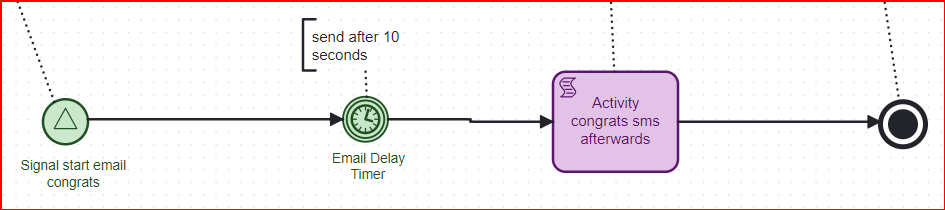 send after 10
seconds
Activity
congrats sms
afterwards
Signal start email
congrats
Email Delay
Timer